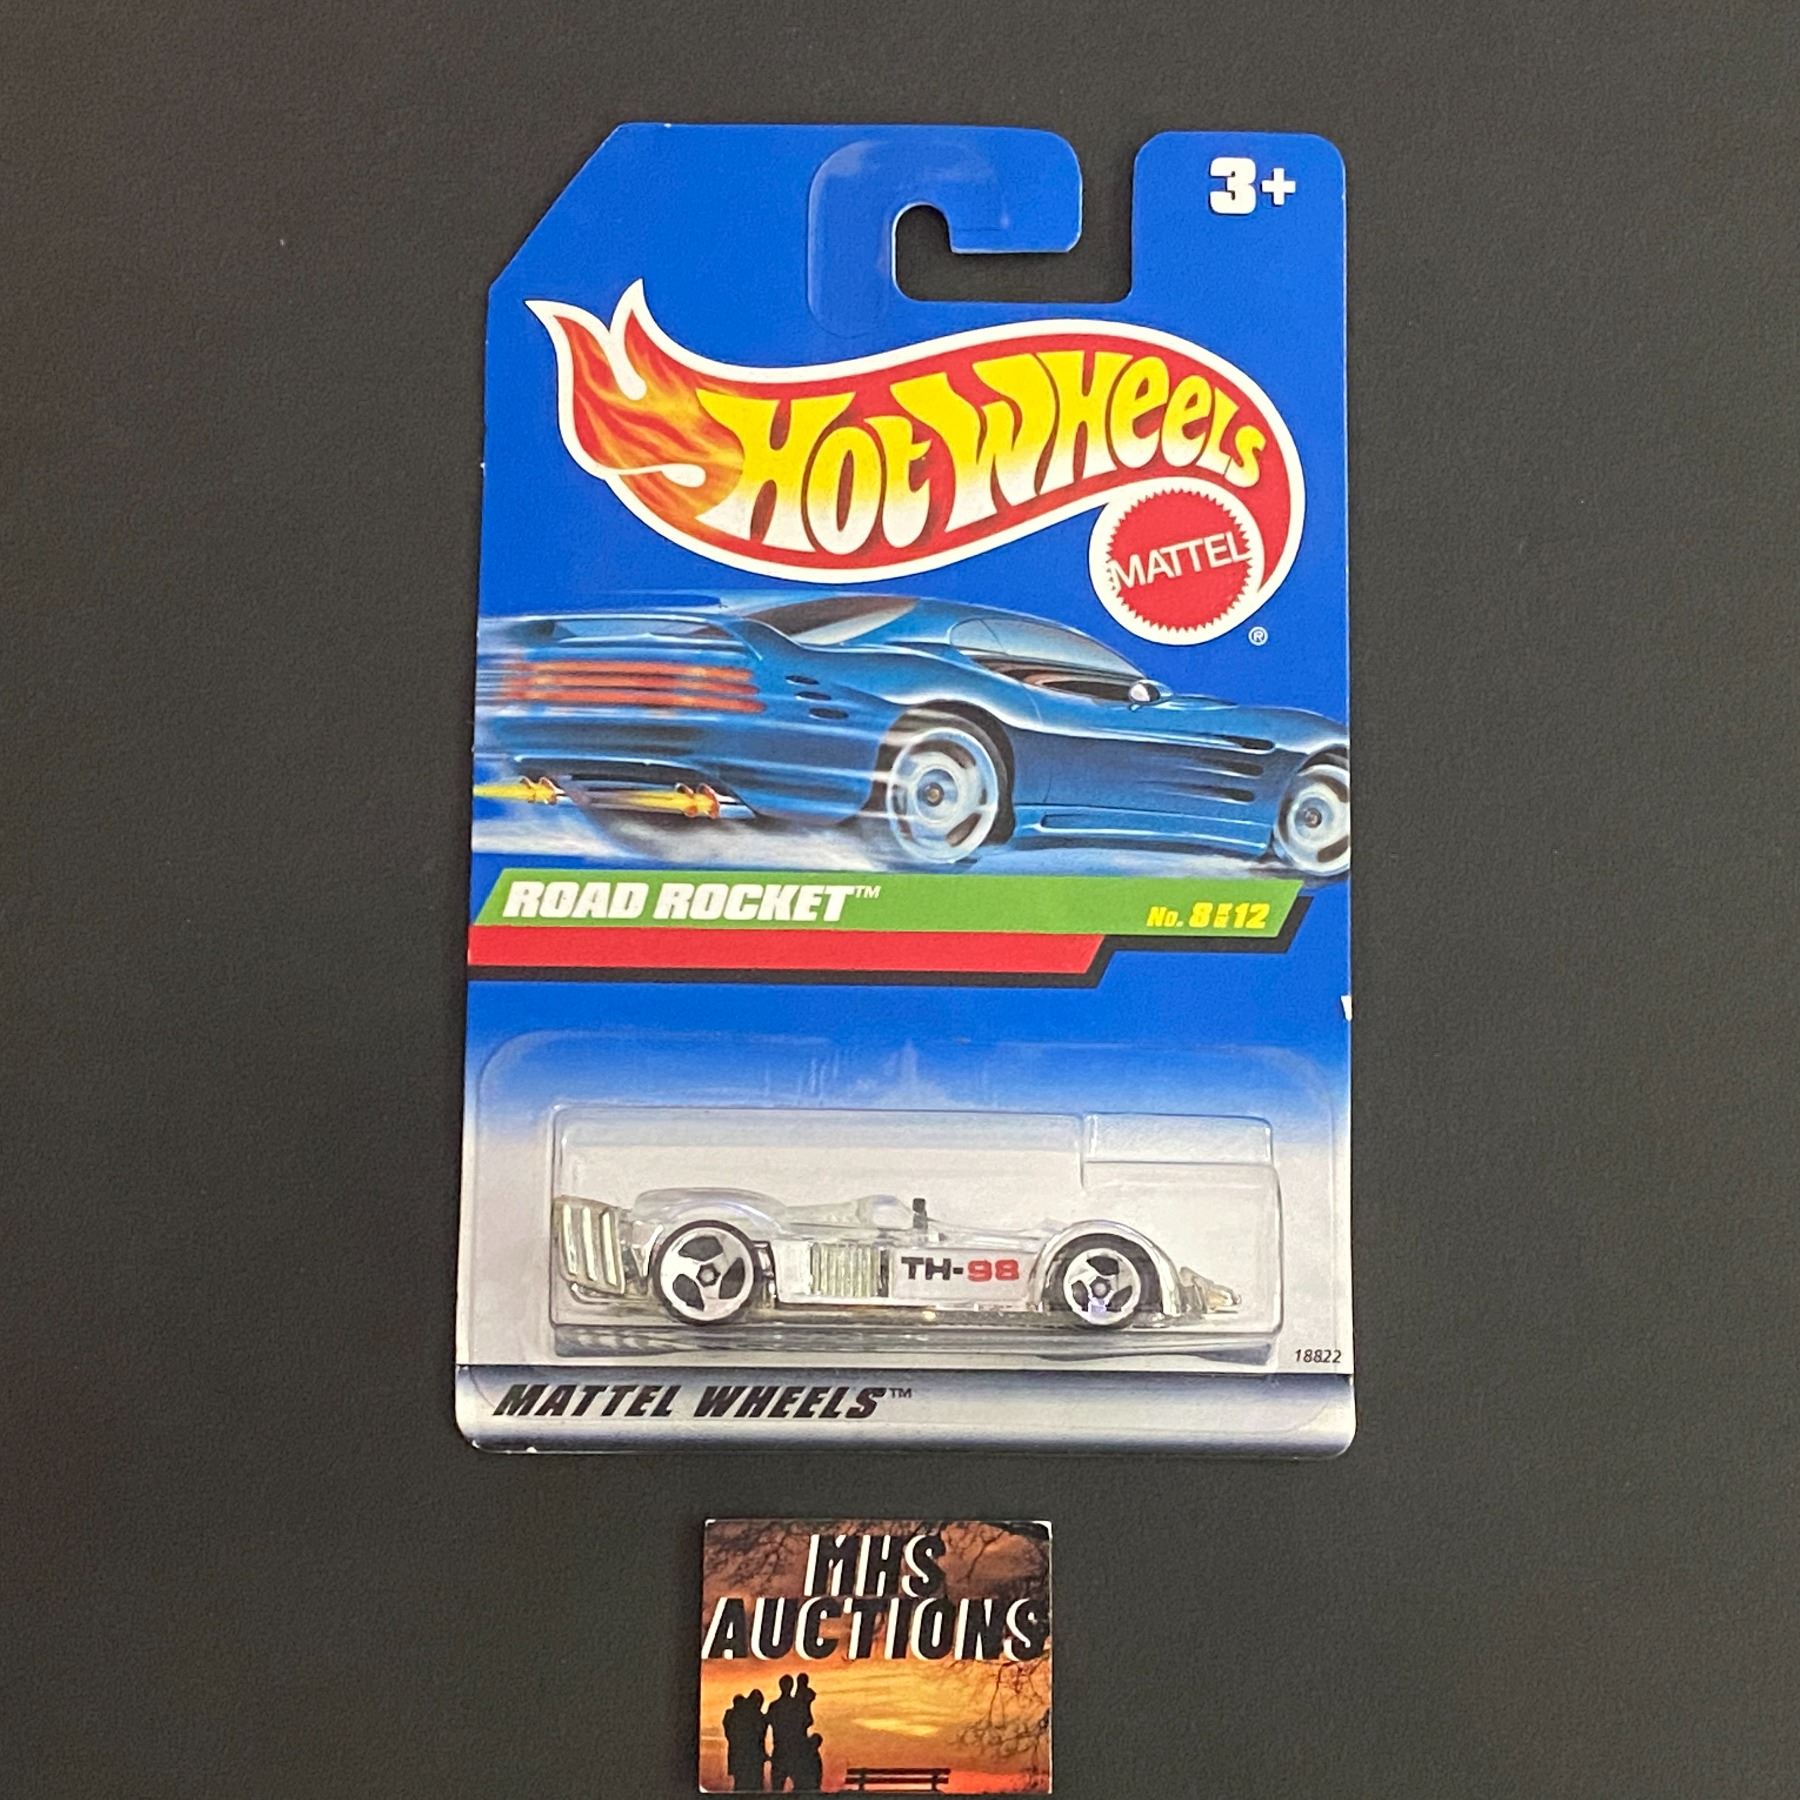 3+
HOT WHEELS
MATTEL
®
ROAD ROCKET™
No. 8 OF 12
TH-98
18822
MATTEL WHEELS™
MHS
AUCTIONS